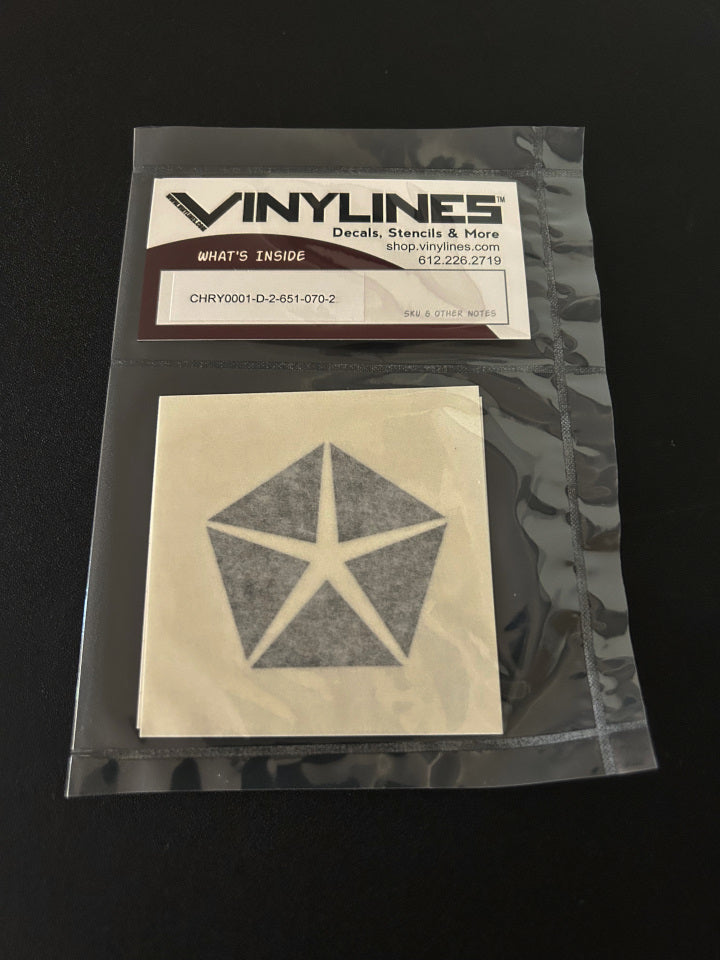 VINYLINES™
Decals, Stencils & More
shop.vinylines.com
612.226.2719
WHAT'S INSIDE
CHRY0001-D-2-651-070-2
SKU & OTHER NOTES